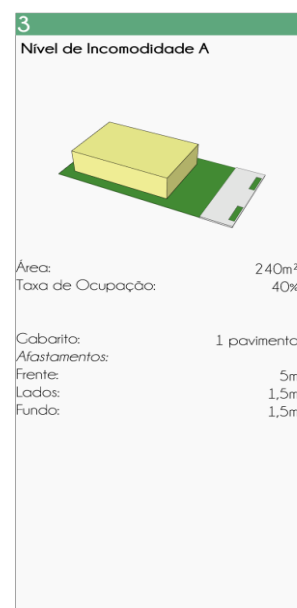 3
Nível de Incomodidade A
Área: 240m²
Taxa de Ocupação: 40%
Gabarito: 1 pavimento
Afastamentos:
Frente: 5m
Lados: 1,5m
Fundo: 1,5m